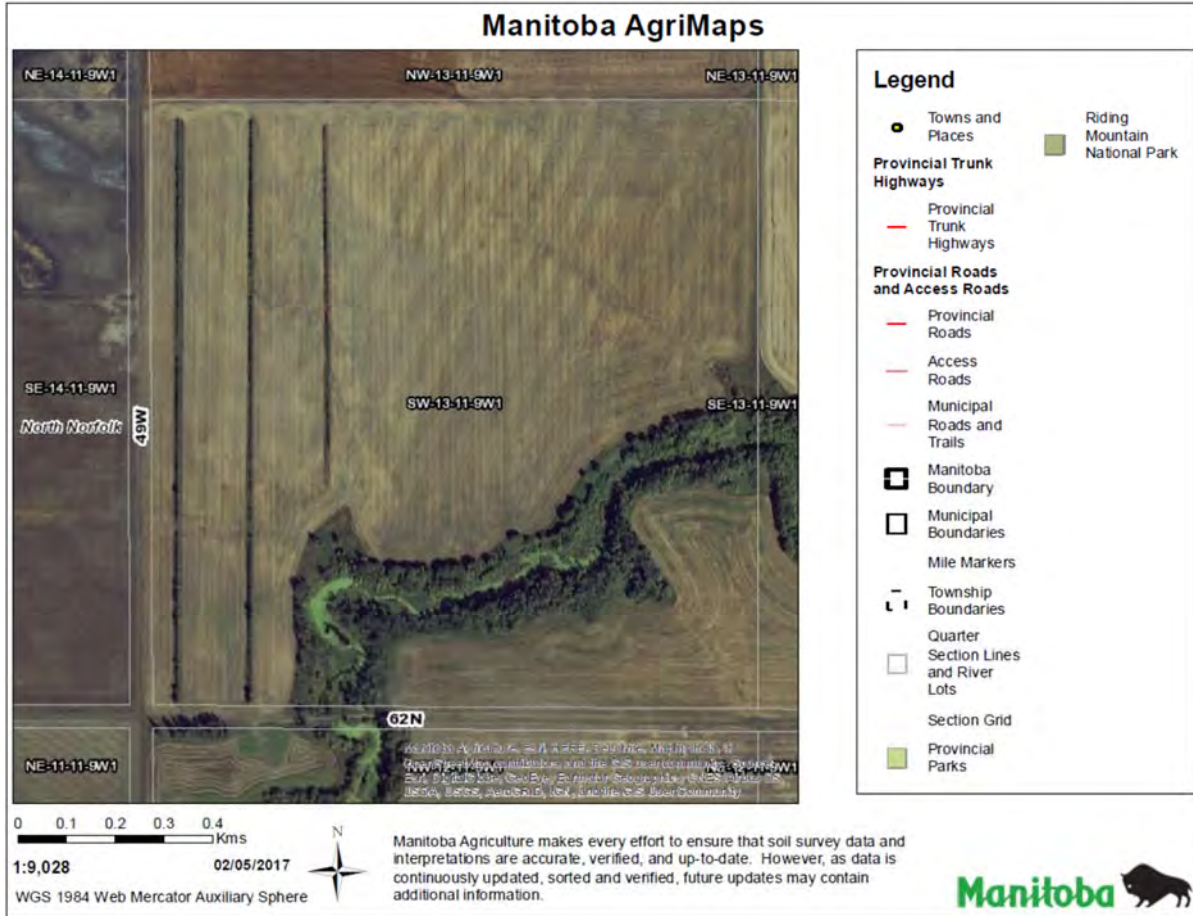 Manitoba AgriMaps
NE-14-11-9W1
NW-13-11-9W1
NE-13-11-9W1
SE-14-11-9W1
SW-13-11-9W1
SE-13-11-9W1
North Norfolk
49W
62N
NE-11-11-9W1
Legend
Towns and
Places
Provincial Trunk
Highways
Provincial
Trunk
Highways
Provincial Roads
and Access Roads
Provincial
Roads
Access
Roads
Municipal
Roads and
Trails
Manitoba
Boundary
Municipal
Boundaries
Mile Markers
Township
Boundaries
Quarter
Section Lines
and River
Lots
Section Grid
Provincial
Parks
Riding
Mountain
National Park
0 0.1 0.2 0.3 0.4
Kms
1:9,028
02/05/2017
WGS 1984 Web Mercator Auxiliary Sphere
N
Manitoba Agriculture makes every effort to ensure that soil survey data and
interpretations are accurate, verified, and up-to-date. However, as data is
continuously updated, sorted and verified, future updates may contain
additional information.
Manitoba